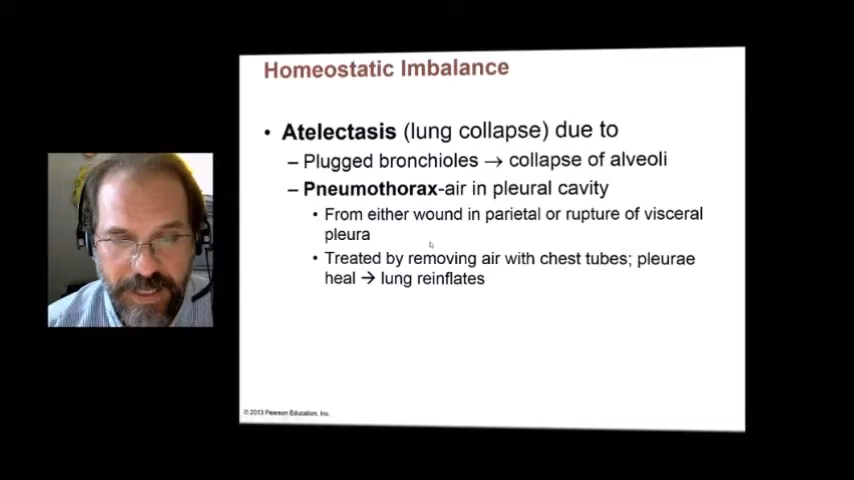 Homeostatic Imbalance
• Atelectasis (lung collapse) due to
– Plugged bronchioles → collapse of alveoli
– Pneumothorax-air in pleural cavity
• From either wound in parietal or rupture of visceral
pleura
• Treated by removing air with chest tubes; pleurae
heal → lung reinflates
© 2013 Pearson Education, Inc.